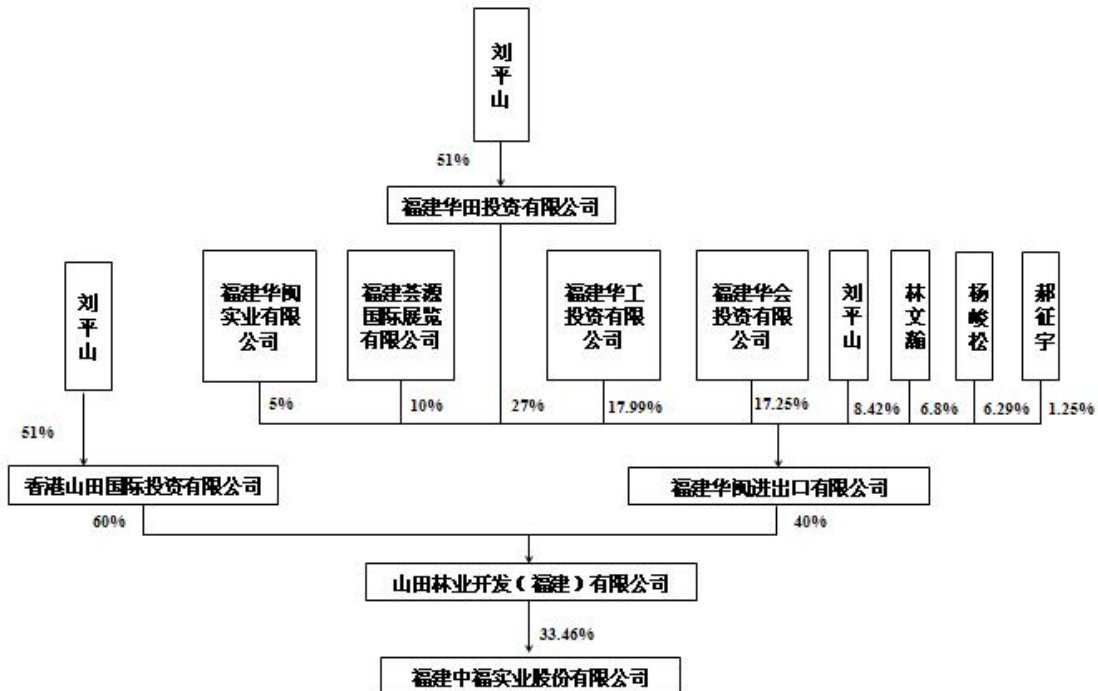 刘
平
山
51%
福建华田投资有限公司
刘
平
山
福建华闽
实业有限
公司
福建荟源
国际展览
有限公司
福建华工
投资有限
公司
福建华会
投资有限
公司
刘
平
山
林
文
瀚
杨
峻
松
郝
征
宇
5%
10%
27%
17.99%
17.25%
8.42%
6.8%
6.29%
1.25%
51%
香港山田国际投资有限公司
福建华闽进出口有限公司
60%
40%
山田林业开发（福建）有限公司
33.46%
福建中福实业股份有限公司